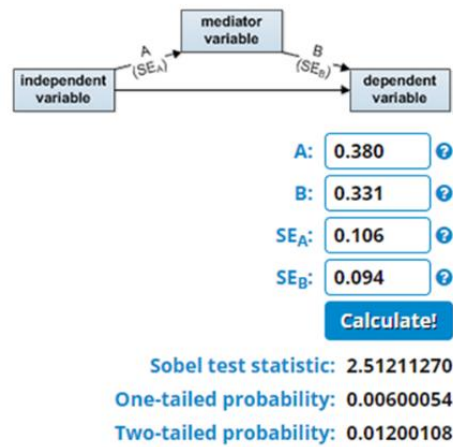 mediator
variable
A
(SEA)
B
(SEB)
independent
variable
dependent
variable
A: 0.380 ?
B: 0.331 ?
SEA: 0.106 ?
SEB: 0.094 ?
Calculate!
Sobel test statistic: 2.51211270
One-tailed probability: 0.00600054
Two-tailed probability: 0.01200108